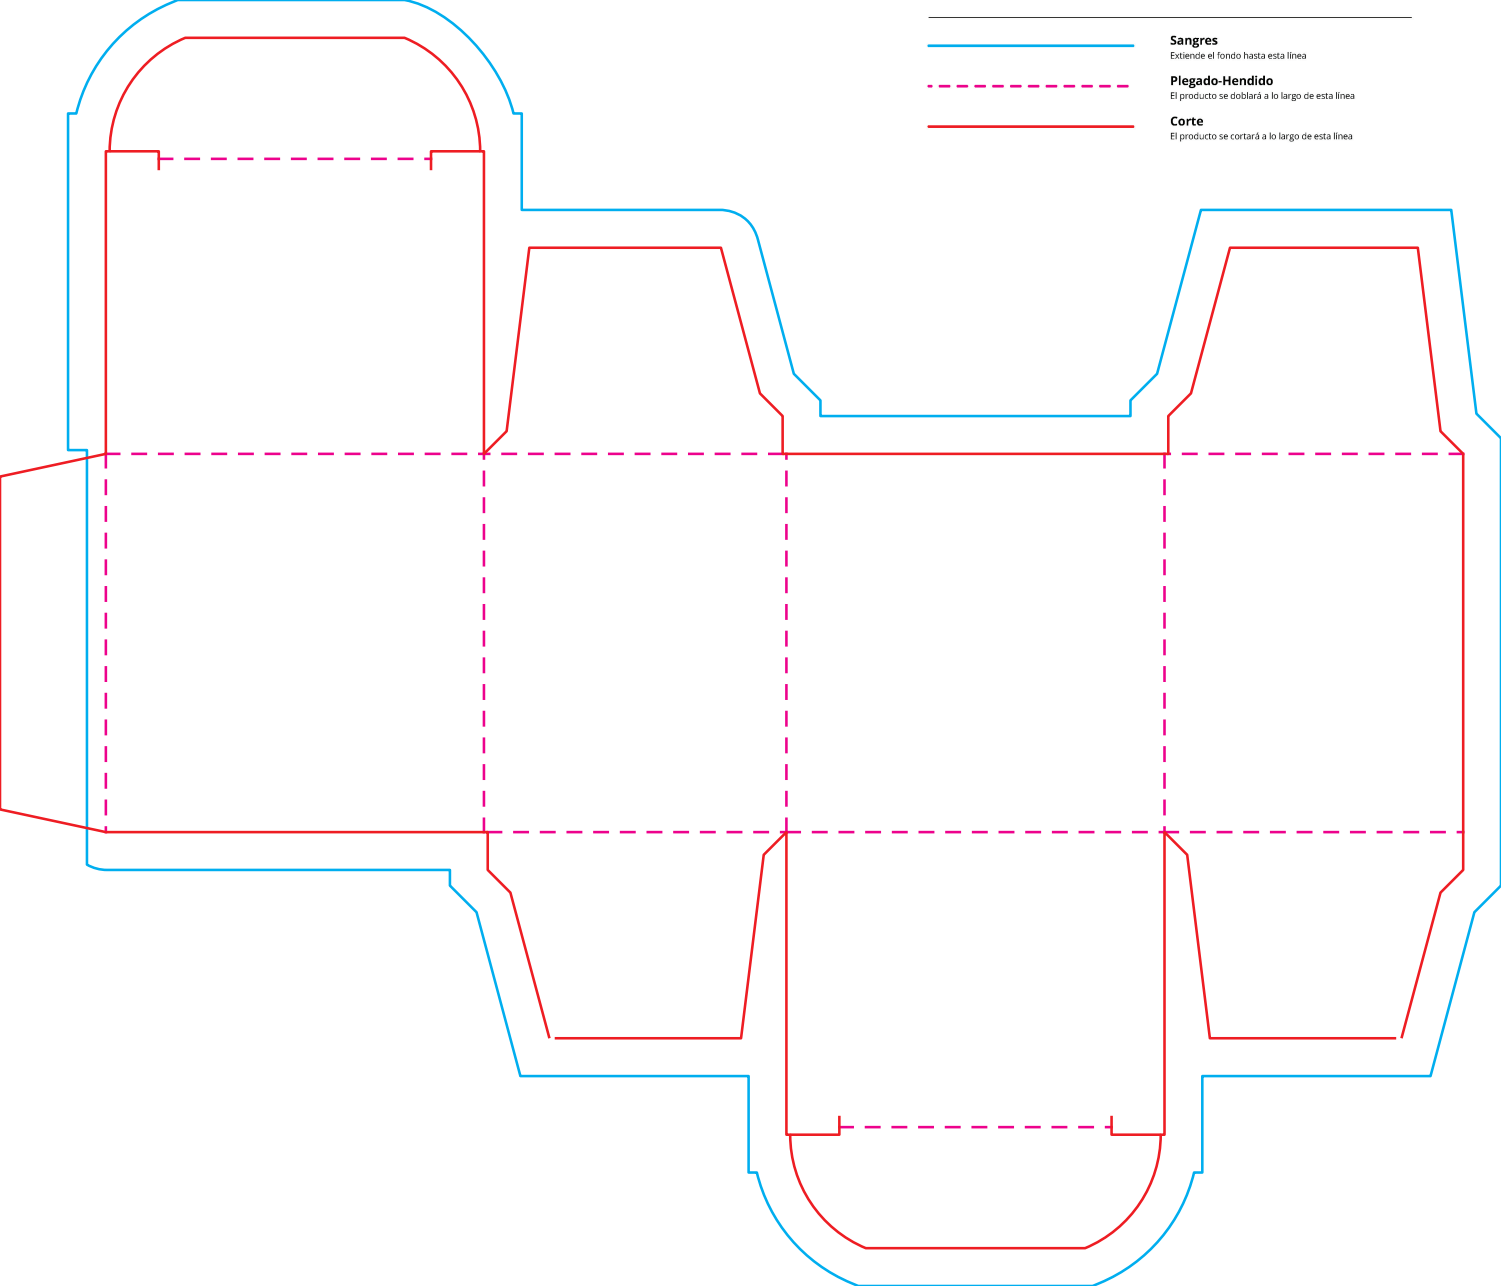 Sangres
Extiende el fondo hasta esta línea
Plegado-Hendido
El producto se doblará a lo largo de esta línea
Corte
El producto se cortará a lo largo de esta línea